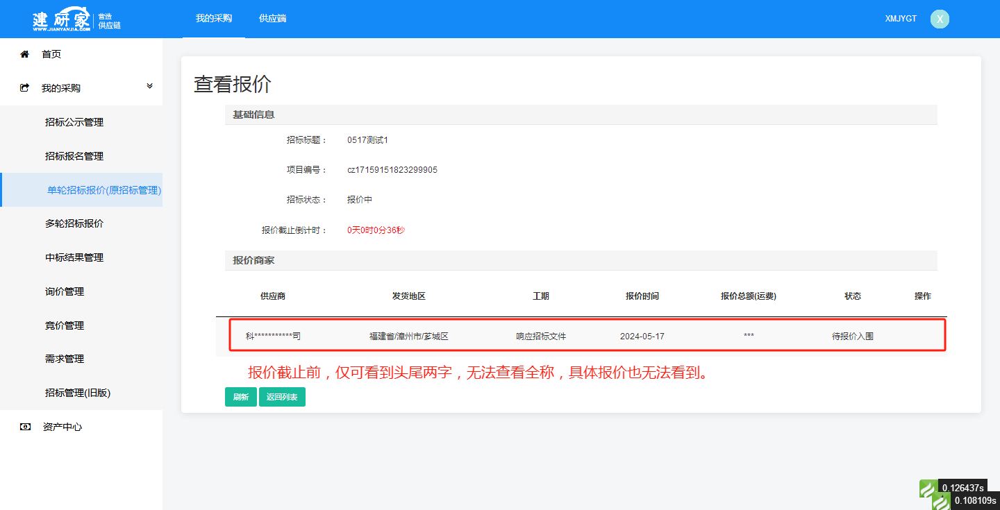 建研家 营造
WWW.JIANYANJIA.COM 供应链
我的采购 供应端
XMJYGT X
首页
我的采购
招标公示管理
招标报名管理
单轮招标报价(原招标管理)
多轮招标报价
中标结果管理
询价管理
竞价管理
需求管理
招标管理(旧版)
资产中心
查看报价
基础信息
招标标题： 0517测试1
项目编号： cz17159151823299905
招标状态： 报价中
报价截止倒计时： 0天0时0分36秒
报价商家
供应商 发货地区 工期 报价时间 报价总额(运费) 状态 操作
科***********司 福建省/漳州市/芗城区 响应招标文件 2024-05-17 *** 待报价入围
报价截止前，仅可看到头尾两字，无法查看全称，具体报价也无法看到。
刷新 返回列表
0.126437s
0.108109s